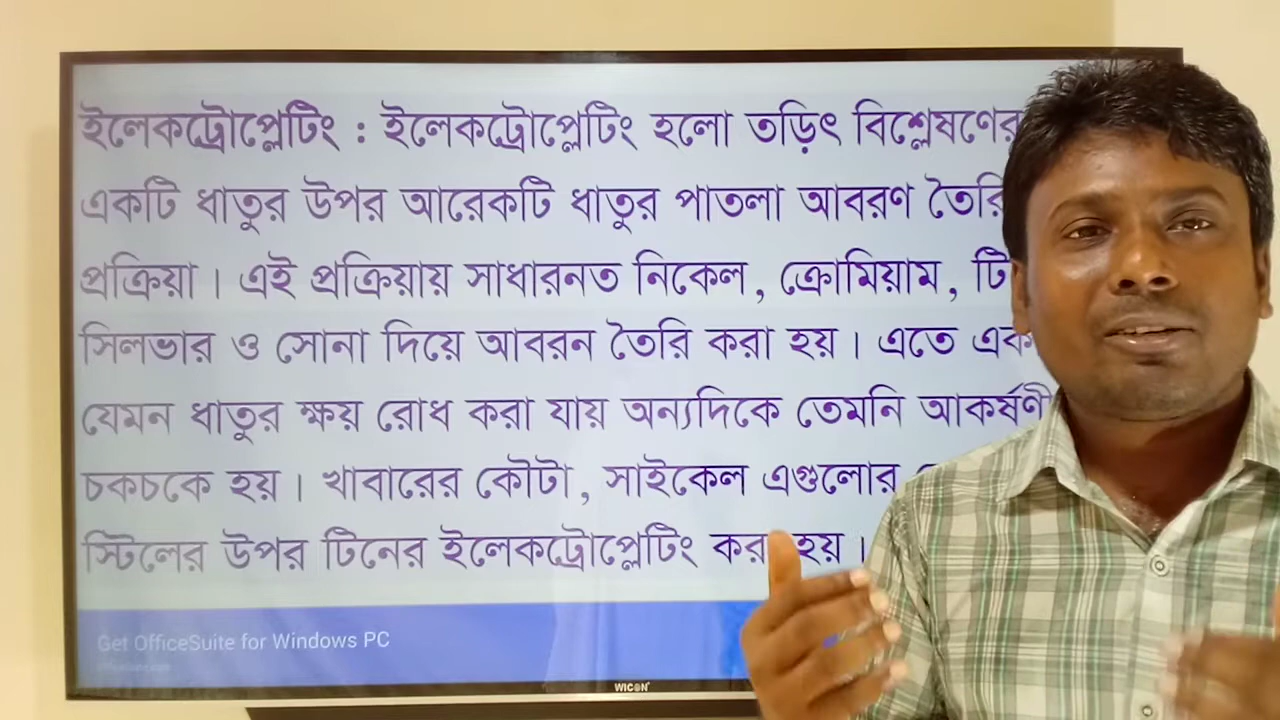 ইলেকট্রোপ্লেটিং : ইলেকট্রোপ্লেটিং হলো তড়িৎ বিশ্লেষণের
একটি ধাতুর উপর আরেকটি ধাতুর পাতলা আবরণ তৈরি
প্রক্রিয়া। এই প্রক্রিয়ায় সাধারনত নিকেল, ক্রোমিয়াম,
সিলভার ও সোনা দিয়ে আবরন তৈরি করা হয়। এতে
যেমন ধাতুর ক্ষয় রোধ করা যায় অন্যদিকে তেমনি
চকচকে হয়। খাবারের কৌটা, সাইকেল এগুলোর
স্টিলের উপর টিনের ইলেকট্রোপ্লেটিং করা হয়।
Get OfficeSuite for Windows PC
WICON